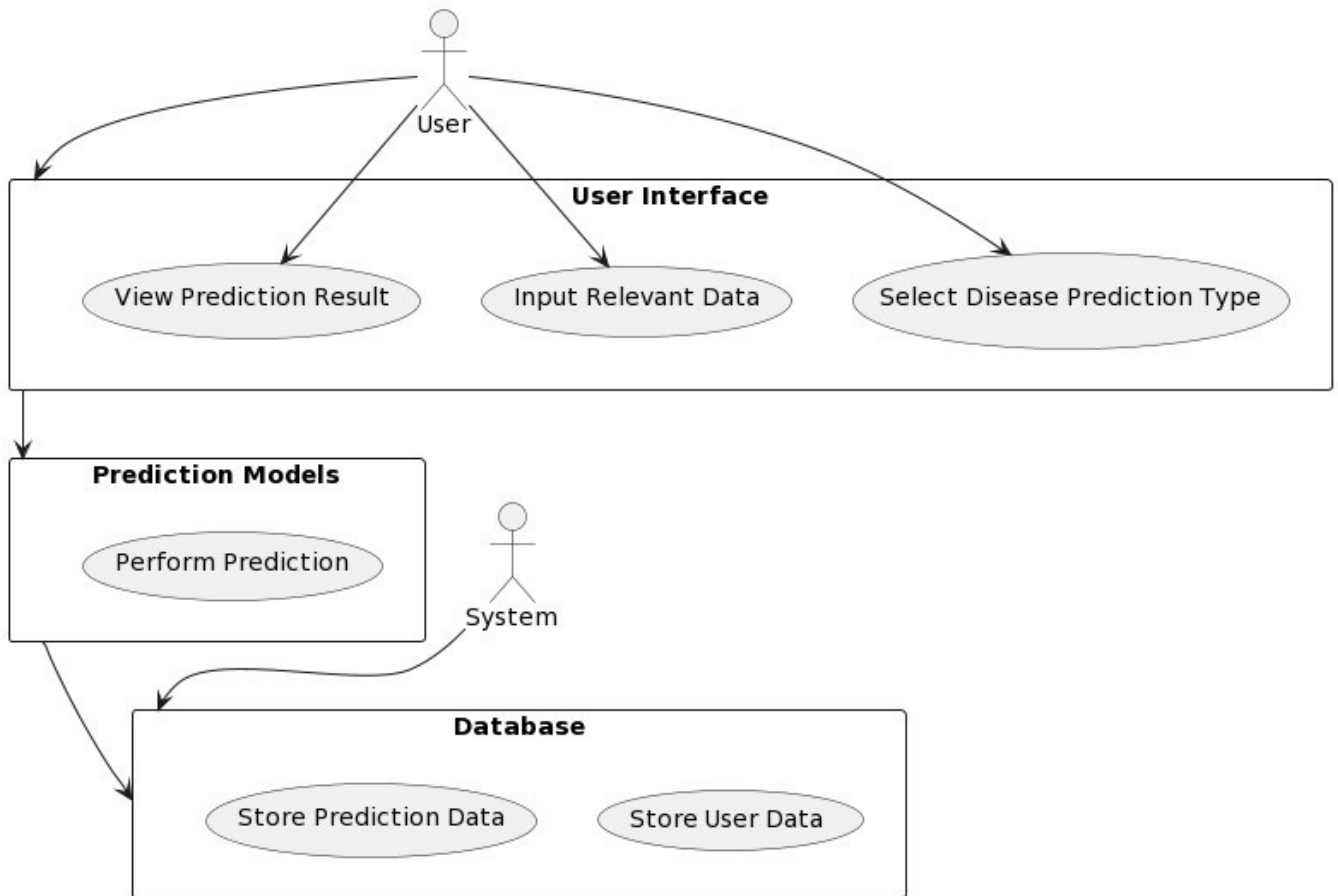 User
User Interface
View Prediction Result
Input Relevant Data
Select Disease Prediction Type
Prediction Models
Perform Prediction
System
Database
Store Prediction Data
Store User Data